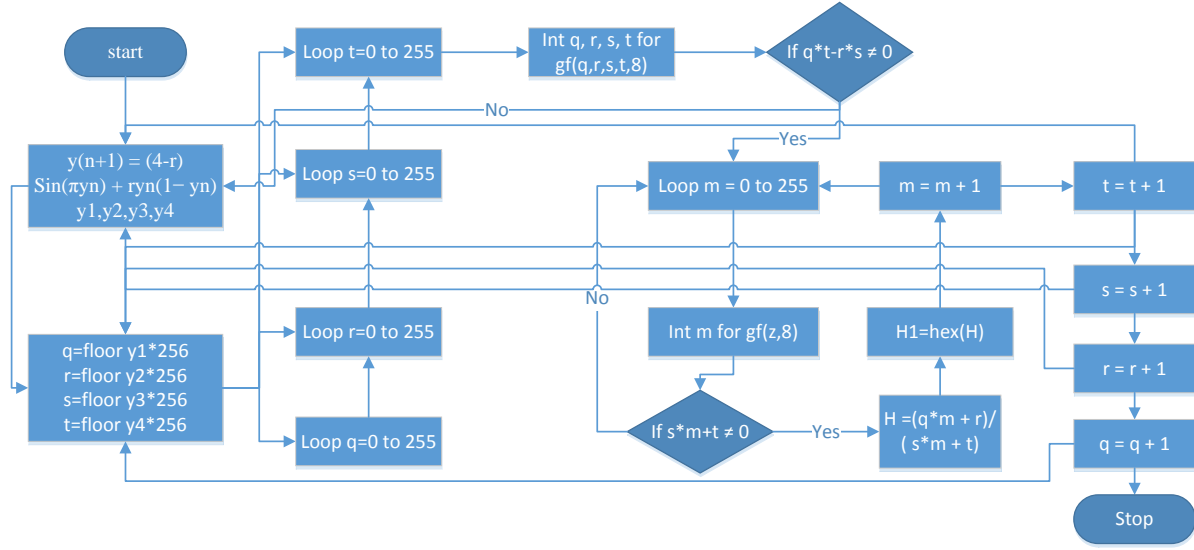 start
Loop t=0 to 255
Int q, r, s, t for
gf(q,r,s,t,8)
If q*t-r*s ≠ 0
No
Yes
y(n+1) = (4-r)
Sin(πyn) + ryn(1− yn)
y1,y2,y3,y4
Loop s=0 to 255
Loop m = 0 to 255
m = m + 1
t = t + 1
s = s + 1
No
q=floor y1*256
r=floor y2*256
s=floor y3*256
t=floor y4*256
Loop r=0 to 255
Int m for gf(z,8)
H1=hex(H)
r = r + 1
Loop q=0 to 255
If s*m+t ≠ 0
Yes
H =(q*m + r)/
( s*m + t)
q = q + 1
Stop